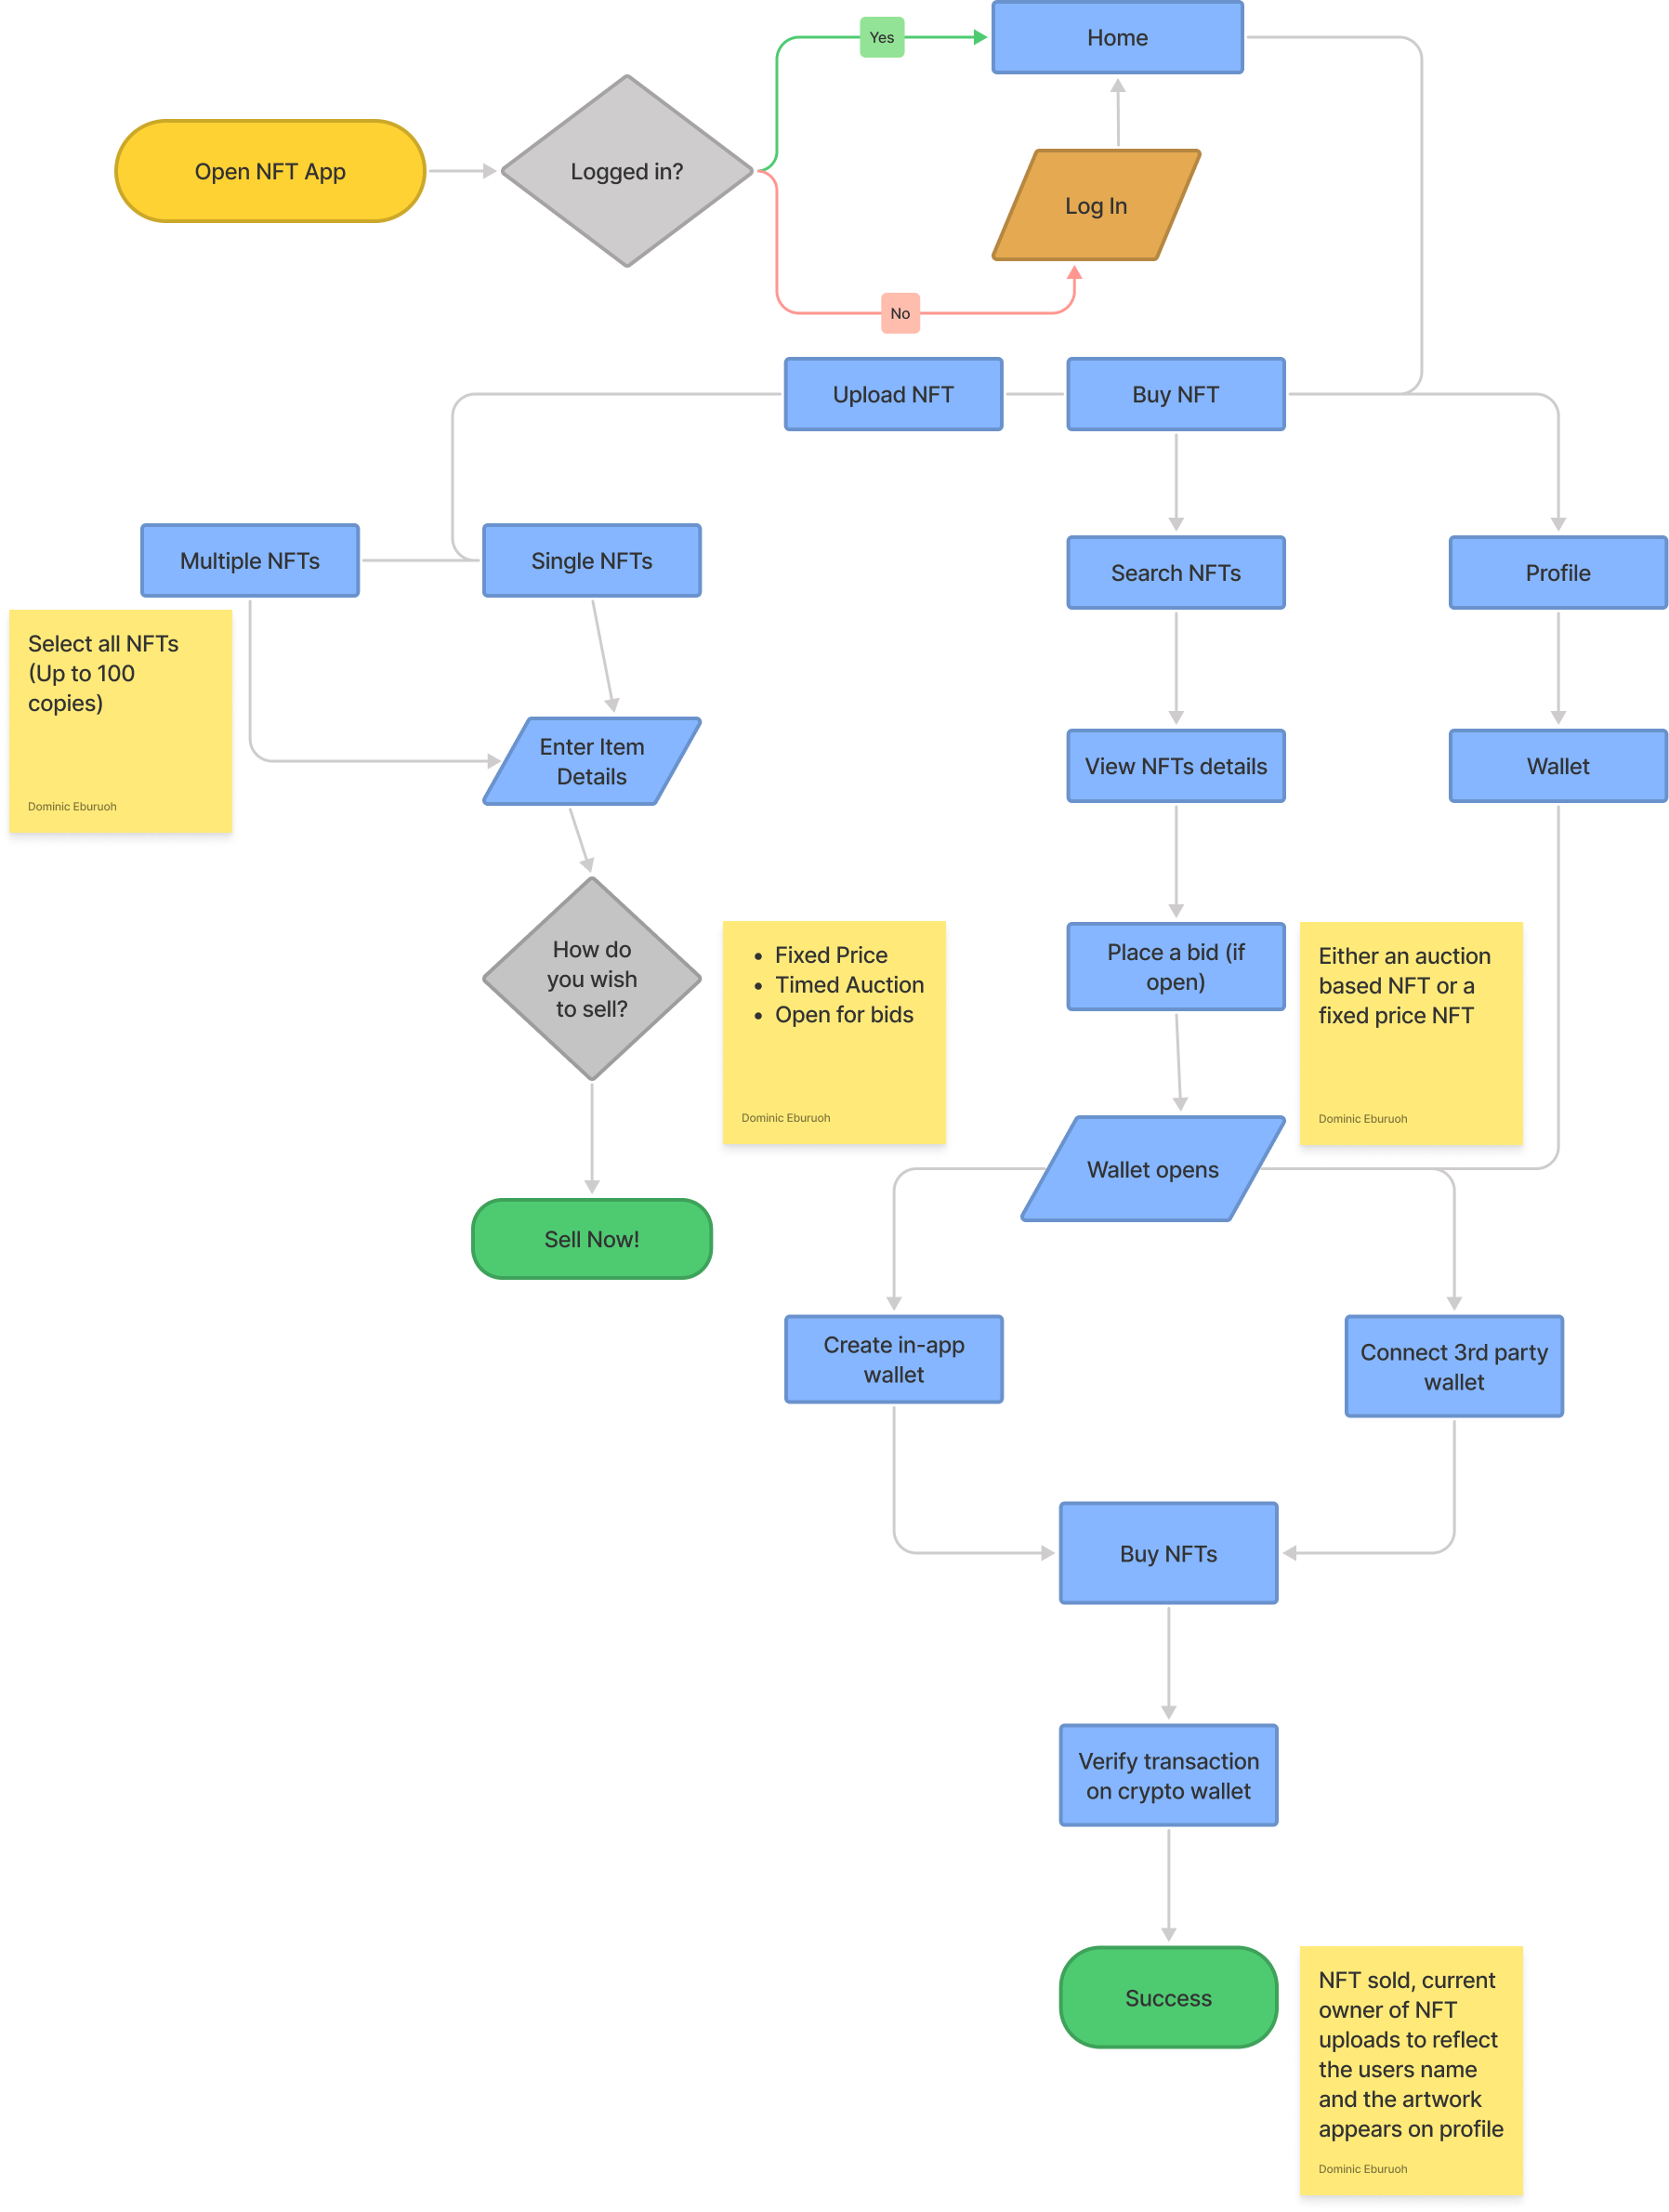 Yes
Home
Open NFT App
Logged in?
Log In
No
Upload NFT
Buy NFT
Multiple NFTs
Single NFTs
Search NFTs
Profile
Select all NFTs
(Up to 100
copies)
Dominic Eburuoh
Enter Item
Details
View NFTs details
Wallet
How do
you wish
to sell?
• Fixed Price
• Timed Auction
• Open for bids
Dominic Eburuoh
Place a bid (if
open)
Either an auction
based NFT or a
fixed price NFT
Dominic Eburuoh
Wallet opens
Sell Now!
Create in-app
wallet
Connect 3rd party
wallet
Buy NFTs
Verify transaction
on crypto wallet
Success
NFT sold, current
owner of NFT
uploads to reflect
the users name
and the artwork
appears on profile
Dominic Eburuoh